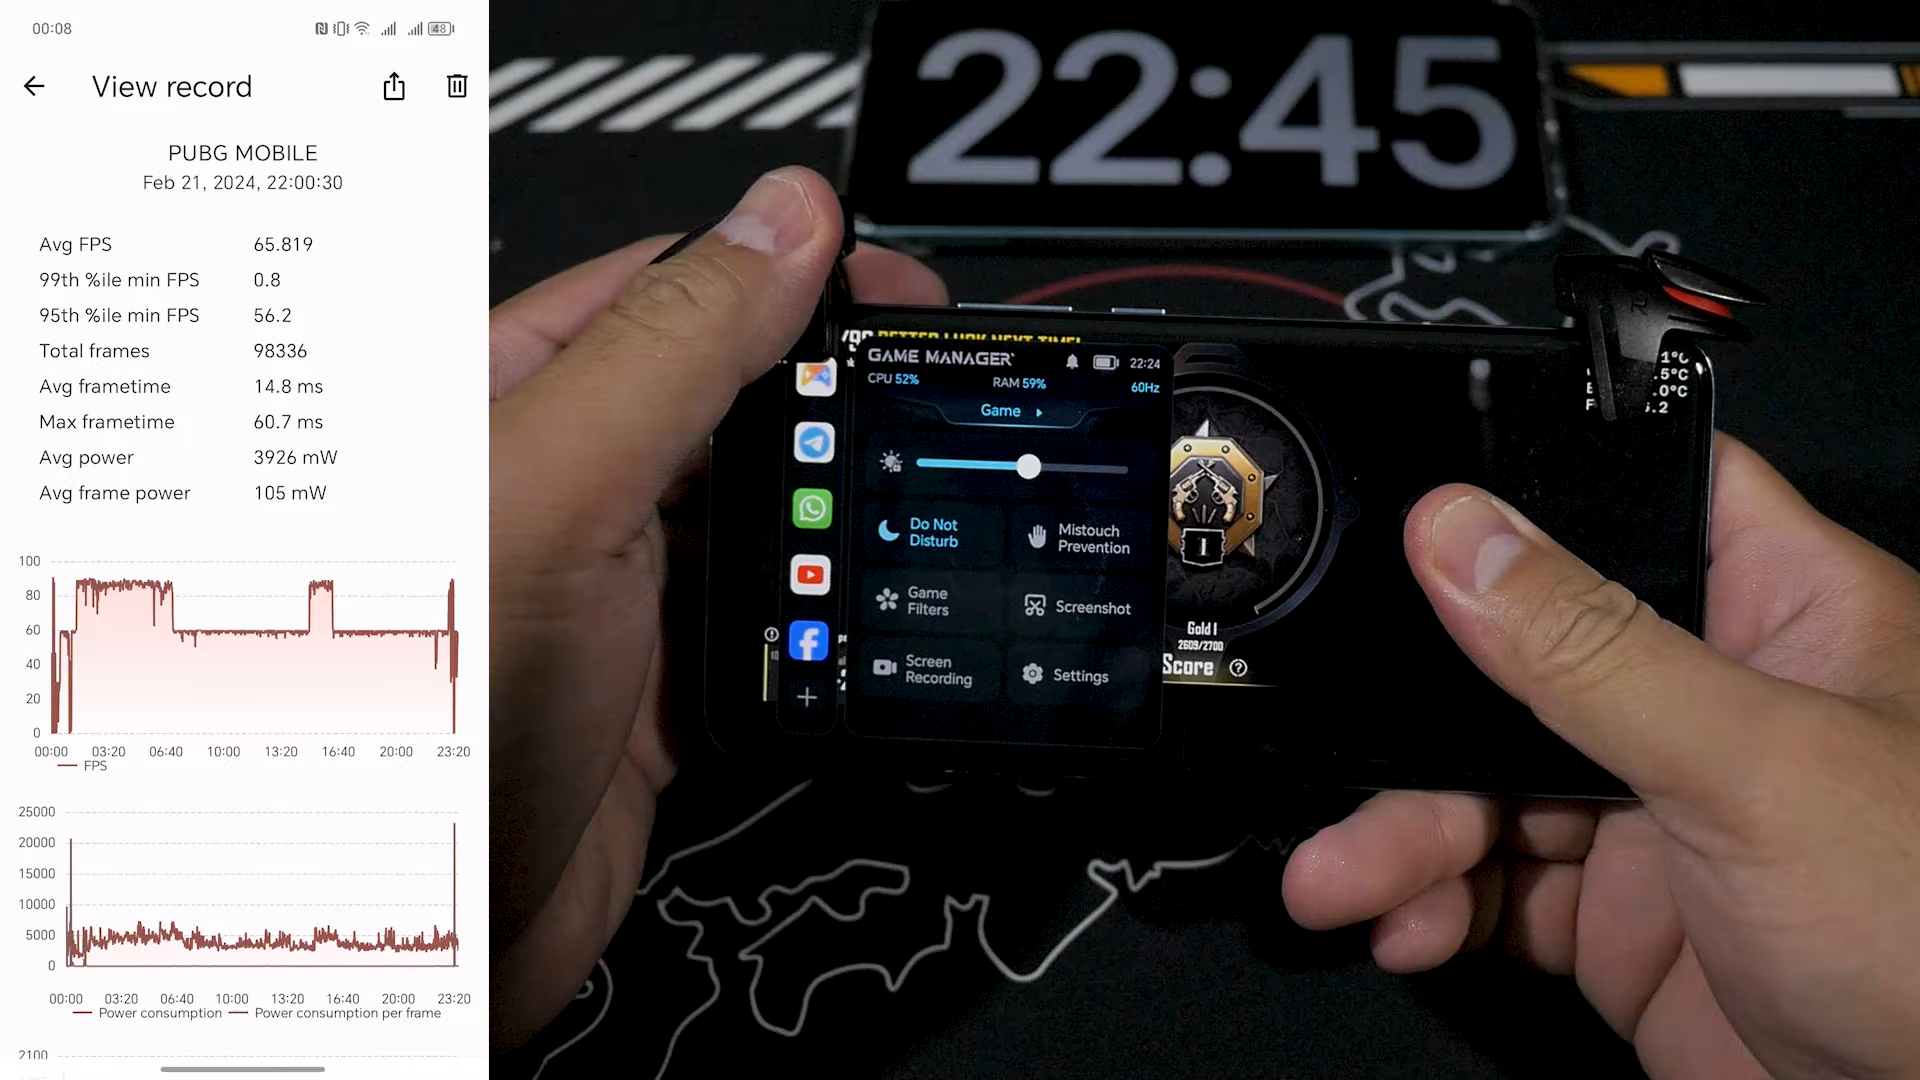 00:08
48
View record
PUBG MOBILE
Feb 21, 2024, 22:00:30
Avg FPS 65.819
99th %ile min FPS 0.8
95th %ile min FPS 56.2
Total frames 98336
Avg frametime 14.8 ms
Max frametime 60.7 ms
Avg power 3926 mW
Avg frame power 105 mW
100
80
60
40
20
0
00:00 03:20 06:40 10:00 13:20 16:40 20:00 23:20
FPS
25000
20000
15000
10000
5000
0
00:00 03:20 06:40 10:00 13:20 16:40 20:00 23:20
Power consumption Power consumption per frame
2100
22:45
BETTER LUCK NEXT TIME!
GAME MANAGER
22:24
CPU 52% RAM 59% 60Hz
Game
Do Not
Disturb
Mistouch
Prevention
Game
Filters
Screenshot
Screen
Recording
Settings
I
Gold I
2609/2700
Score
R